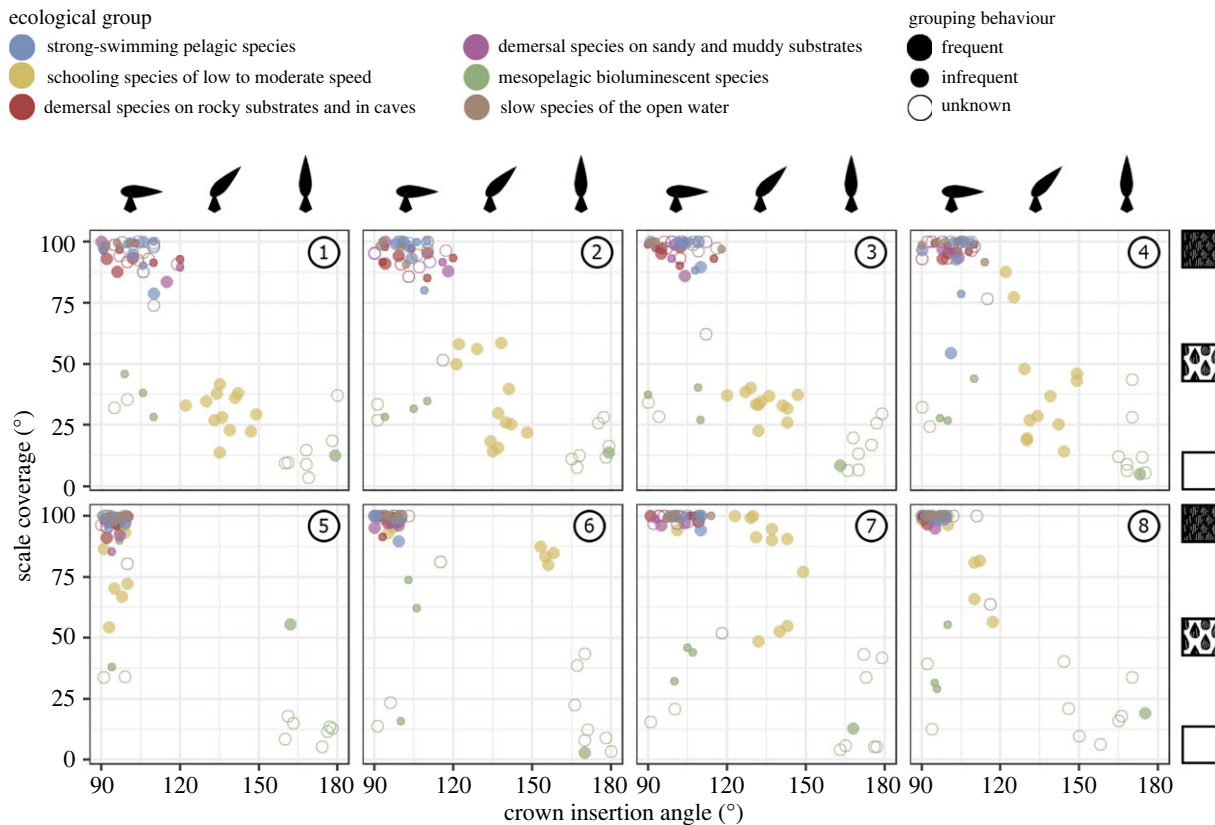 ecological group
strong-swimming pelagic species
schooling species of low to moderate speed
demersal species on rocky substrates and in caves
demersal species on sandy and muddy substrates
mesopelagic bioluminescent species
slow species of the open water
grouping behaviour
frequent
infrequent
unknown
scale coverage (°)
100
75
50
25
0
1
2
3
4
100
75
50
25
0
5
6
7
8
90 120 150 180
90 120 150 180
90 120 150 180
90 120 150 180
crown insertion angle (°)